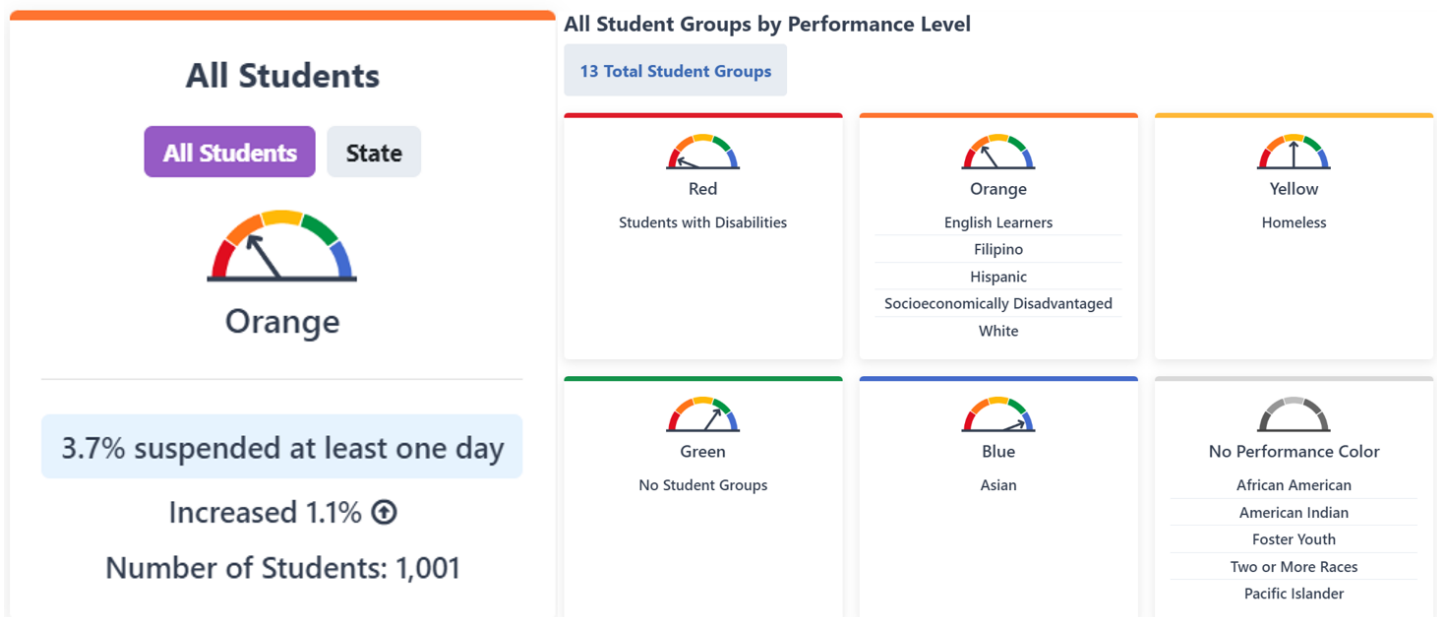 All Students
All Students
State
Orange
3.7% suspended at least one day
Increased 1.1%
Number of Students: 1,001
All Student Groups by Performance Level
13 Total Student Groups
Red
Students with Disabilities
Orange
English Learners
Filipino
Hispanic
Socioeconomically Disadvantaged
White
Yellow
Homeless
Green
No Student Groups
Blue
Asian
No Performance Color
African American
American Indian
Foster Youth
Two or More Races
Pacific Islander